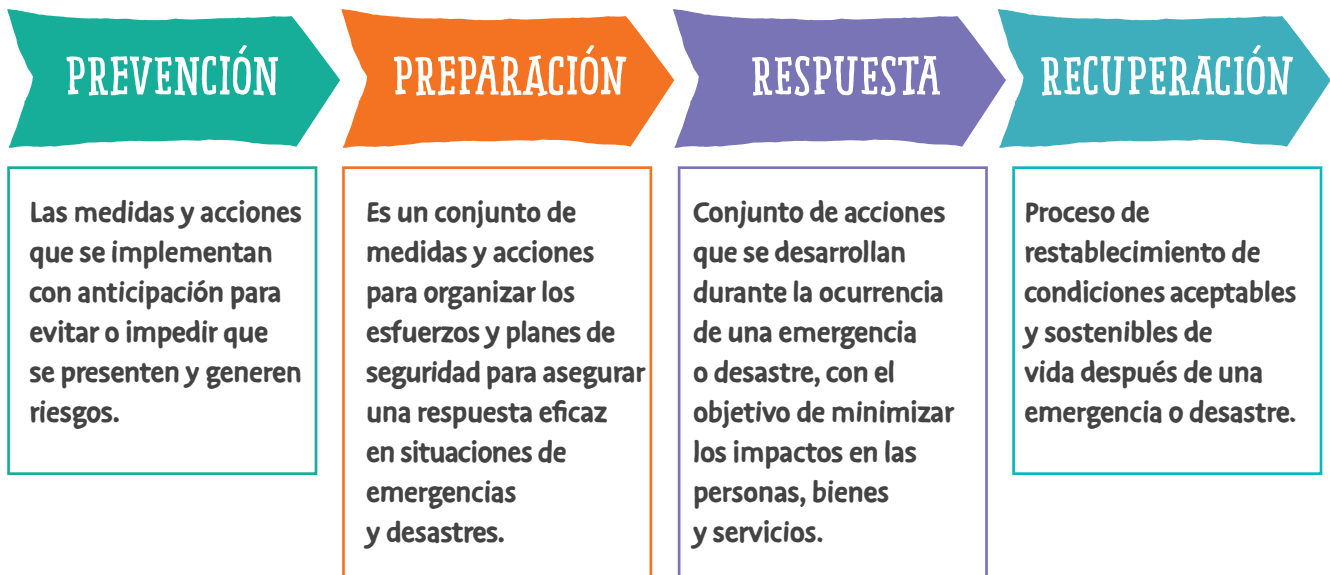 PREVENCIÓN
Las medidas y acciones
que se implementan
con anticipación para
evitar o impedir que
se presenten y generen
riesgos.
PREPARACIÓN
Es un conjunto de
medidas y acciones
para organizar los
esfuerzos y planes de
seguridad para asegurar
una respuesta eficaz
en situaciones de
emergencias
y desastres.
RESPUESTA
Conjunto de acciones
que se desarrollan
durante la ocurrencia
de una emergencia
o desastre, con el
objetivo de minimizar
los impactos en las
personas, bienes
y servicios.
RECUPERACIÓN
Proceso de
restablecimiento de
condiciones aceptables
y sostenibles de
vida después de una
emergencia o desastre.